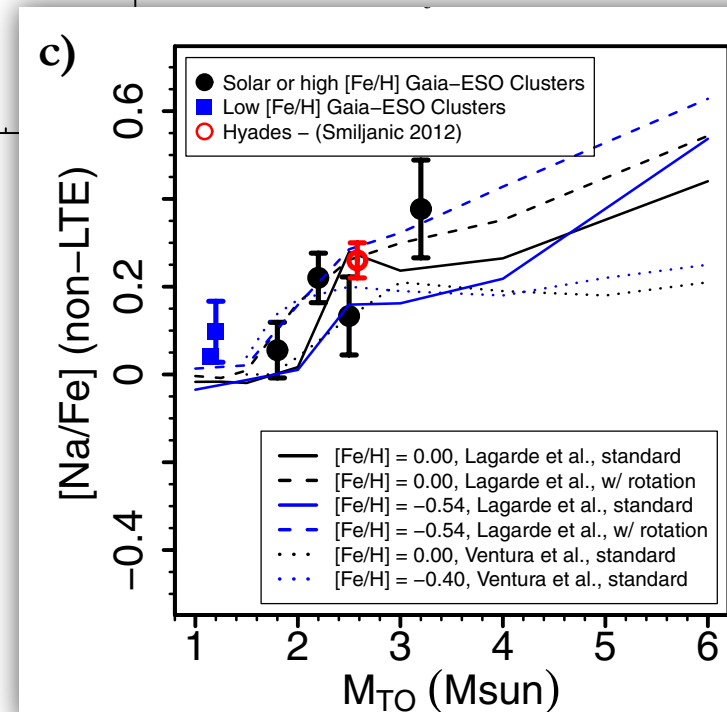 c)
Solar or high [Fe/H] Gaia−ESO Clusters
Low [Fe/H] Gaia−ESO Clusters
Hyades − (Smiljanic 2012)
[Na/Fe] (non−LTE)
0.6
0.2
0
−0.4
[Fe/H] = 0.00, Lagarde et al., standard
[Fe/H] = 0.00, Lagarde et al., w/ rotation
[Fe/H] = −0.54, Lagarde et al., standard
[Fe/H] = −0.54, Lagarde et al., w/ rotation
[Fe/H] = 0.00, Ventura et al., standard
[Fe/H] = −0.40, Ventura et al., standard
1 2 3 4 5 6
M_TO (Msun)